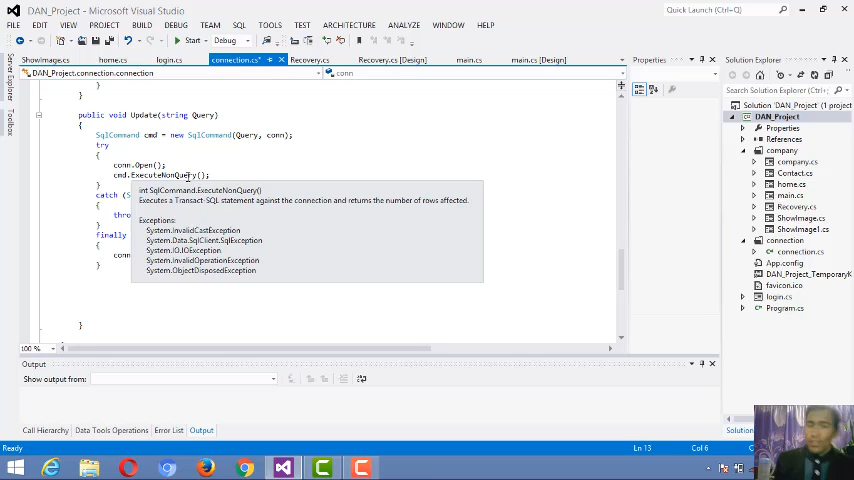 DAN_Project - Microsoft Visual Studio
Quick Launch (Ctrl+Q)
FILE EDIT VIEW PROJECT BUILD DEBUG TEAM SQL TOOLS TEST ARCHITECTURE ANALYZE WINDOW HELP
Start Debug
ShowImage.cs home.cs login.cs connection.cs* Recovery.cs Recovery.cs [Design] main.cs main.cs [Design]
DAN_Project.connection.connection conn
Server Explorer
Toolbox
}
}
public void Update(string Query)
{
SqlCommand cmd = new SqlCommand(Query, conn);
try
{
conn.Open();
cmd.ExecuteNonQuery();
}
catch (S
{
thro
}
finally
{
conn
}
}
int SqlCommand.ExecuteNonQuery()
Executes a Transact-SQL statement against the connection and returns the number of rows affected.
Exceptions:
System.InvalidCastException
System.Data.SqlClient.SqlException
System.IO.IOException
System.InvalidOperationException
System.ObjectDisposedException
100 %
Properties
Solution Explorer
Search Solution Explorer (Ctrl+;)
Solution 'DAN_Project' (1 project)
DAN_Project
Properties
References
company
company.cs
Contact.cs
home.cs
main.cs
Recovery.cs
ShowImage.cs
ShowImage1.cs
connection
connection.cs
App.config
DAN_Project_TemporaryK
favicon.ico
login.cs
Program.cs
Output
Show output from:
Call Hierarchy Data Tools Operations Error List Output
Ready Ln 13 Col 6